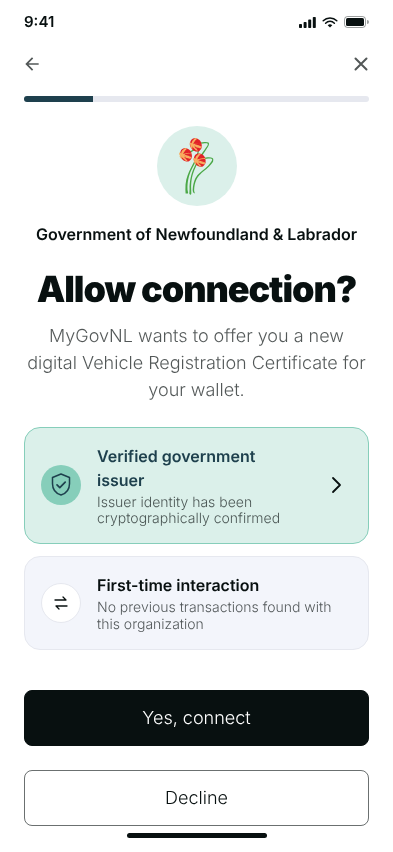 9:41
Government of Newfoundland & Labrador
Allow connection?
MyGovNL wants to offer you a new
digital Vehicle Registration Certificate for
your wallet.
Verified government
issuer
Issuer identity has been
cryptographically confirmed
First-time interaction
No previous transactions found with
this organization
Yes, connect
Decline